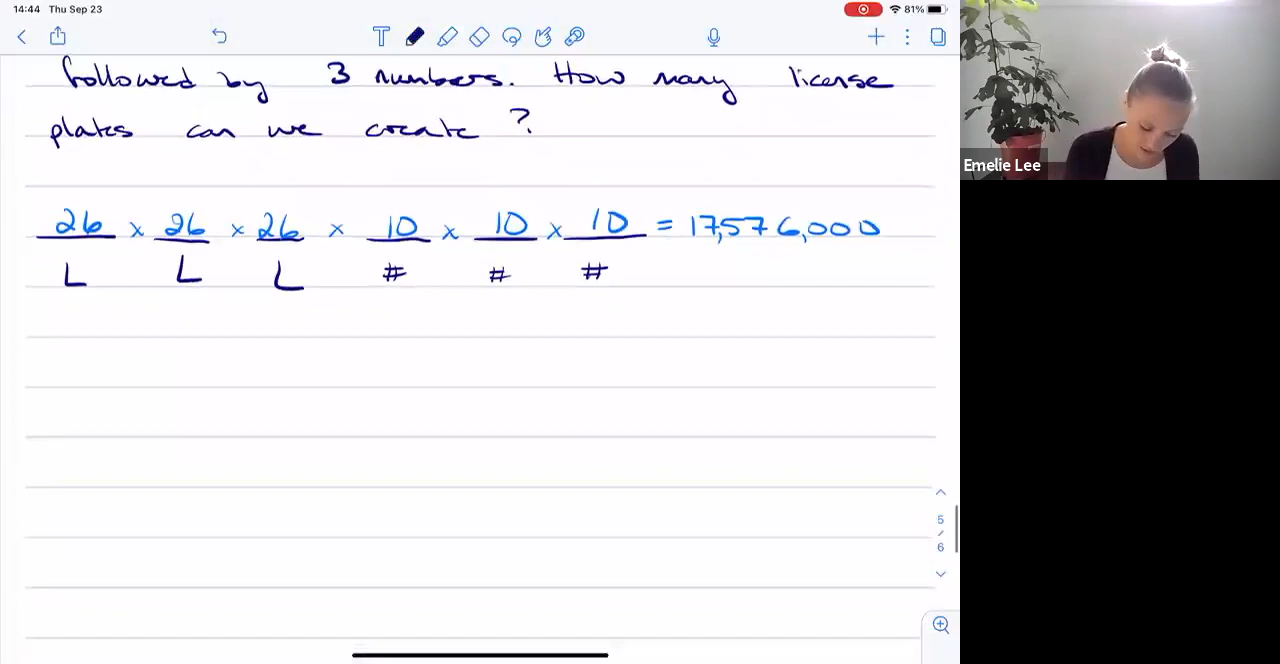 14:44 Thu Sep 23
81%
followed by 3 numbers. How many license
plates can we create ?
26 x 26 x 26 x 10 x 10 x 10 = 17,576,000
L L L # # #
5
/
6
Emelie Lee